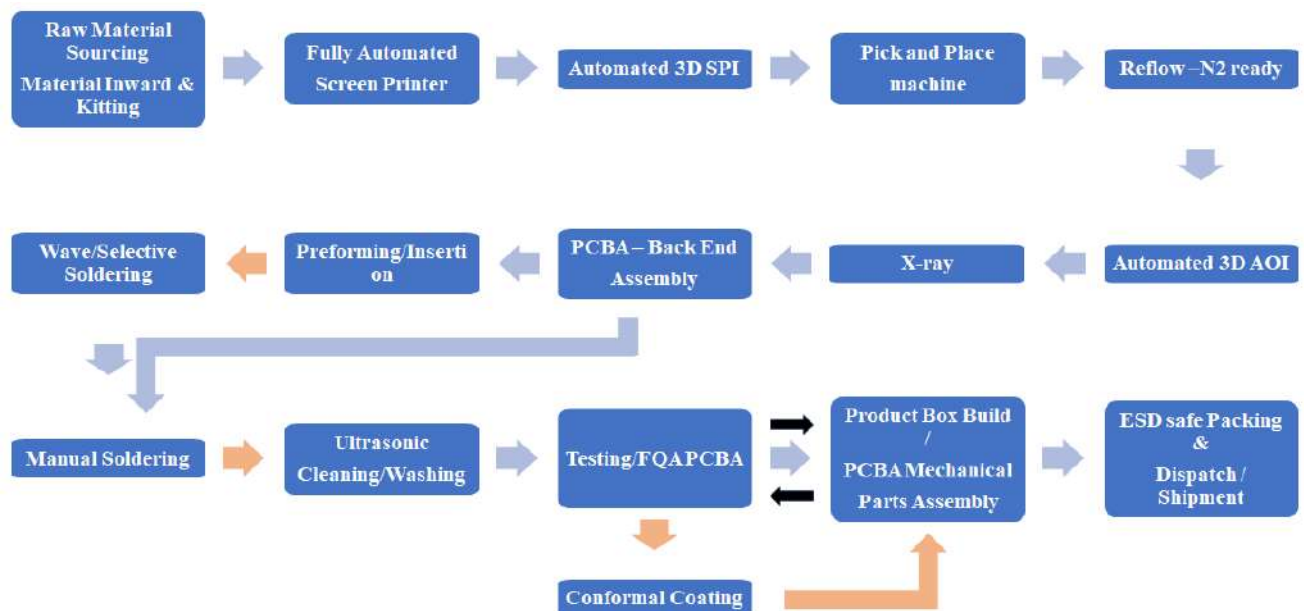 Raw Material
Sourcing
Material Inward &
Kitting
Fully Automated
Screen Printer
Automated 3D SPI
Pick and Place
machine
Reflow – N2 ready
Wave/Selective
Soldering
Preforming/Inserti
on
PCBA – Back End
Assembly
X-ray
Automated 3D AOI
Manual Soldering
Ultrasonic
Cleaning/Washing
Testing/FQAPCBA
Product Box Build
/
PCBA Mechanical
Parts Assembly
ESD safe Packing
&
Dispatch /
Shipment
Conformal Coating